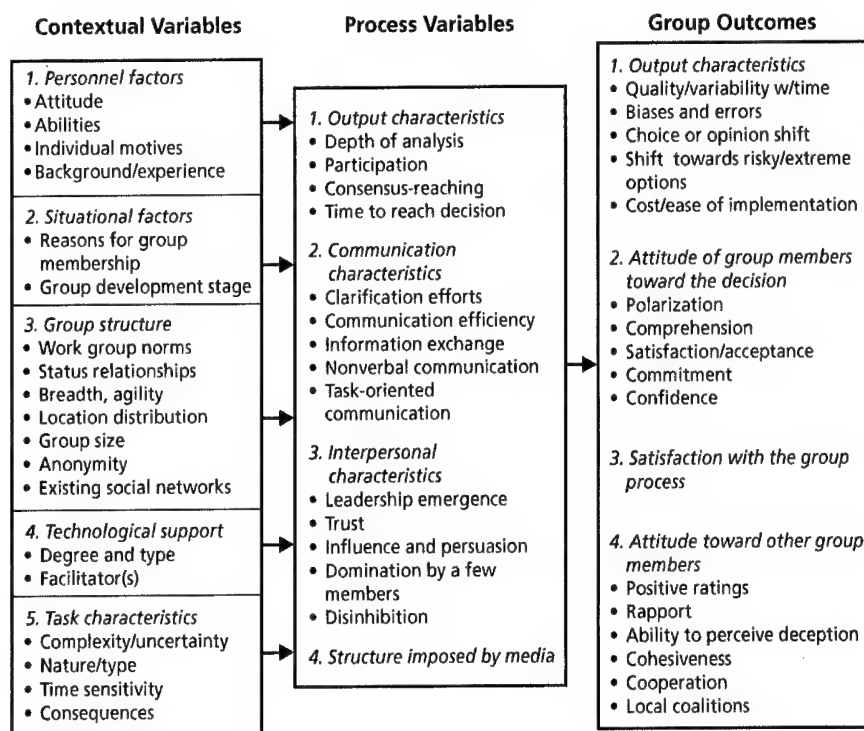 Contextual Variables
1. Personnel factors
• Attitude
• Abilities
• Individual motives
• Background/experience
2. Situational factors
• Reasons for group
membership
• Group development stage
3. Group structure
• Work group norms
• Status relationships
• Breadth, agility
• Location distribution
• Group size
• Anonymity
• Existing social networks
4. Technological support
• Degree and type
• Facilitator(s)
5. Task characteristics
• Complexity/uncertainty
• Nature/type
• Time sensitivity
• Consequences
Process Variables
1. Output characteristics
• Depth of analysis
• Participation
• Consensus-reaching
• Time to reach decision
2. Communication
characteristics
• Clarification efforts
• Communication efficiency
• Information exchange
• Nonverbal communication
• Task-oriented
communication
3. Interpersonal
characteristics
• Leadership emergence
• Trust
• Influence and persuasion
• Domination by a few
members
• Disinhibition
4. Structure imposed by media
Group Outcomes
1. Output characteristics
• Quality/variability w/time
• Biases and errors
• Choice or opinion shift
• Shift towards risky/extreme
options
• Cost/ease of implementation
2. Attitude of group members
toward the decision
• Polarization
• Comprehension
• Satisfaction/acceptance
• Commitment
• Confidence
3. Satisfaction with the group
process
4. Attitude toward other group
members
• Positive ratings
• Rapport
• Ability to perceive deception
• Cohesiveness
• Cooperation
• Local coalitions